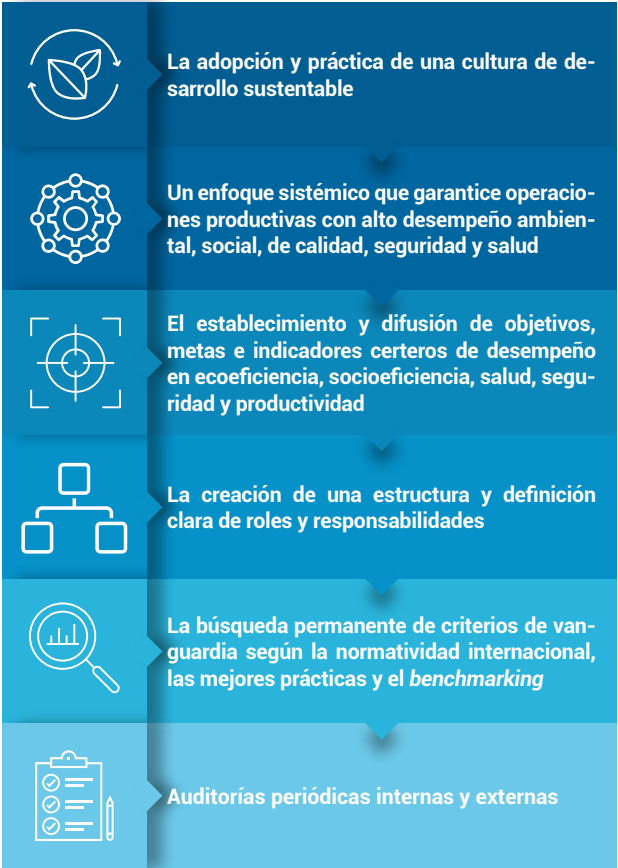 La adopción y práctica de una cultura de de-
sarrollo sustentable
Un enfoque sistémico que garantice operacio-
nes productivas con alto desempeño ambien-
tal, social, de calidad, seguridad y salud
El establecimiento y difusión de objetivos,
metas e indicadores certeros de desempeño
en ecoeficiencia, socioeficiencia, salud, segu-
ridad y productividad
La creación de una estructura y definición
clara de roles y responsabilidades
La búsqueda permanente de criterios de van-
guardia según la normatividad internacional,
las mejores prácticas y el benchmarking
Auditorías periódicas internas y externas